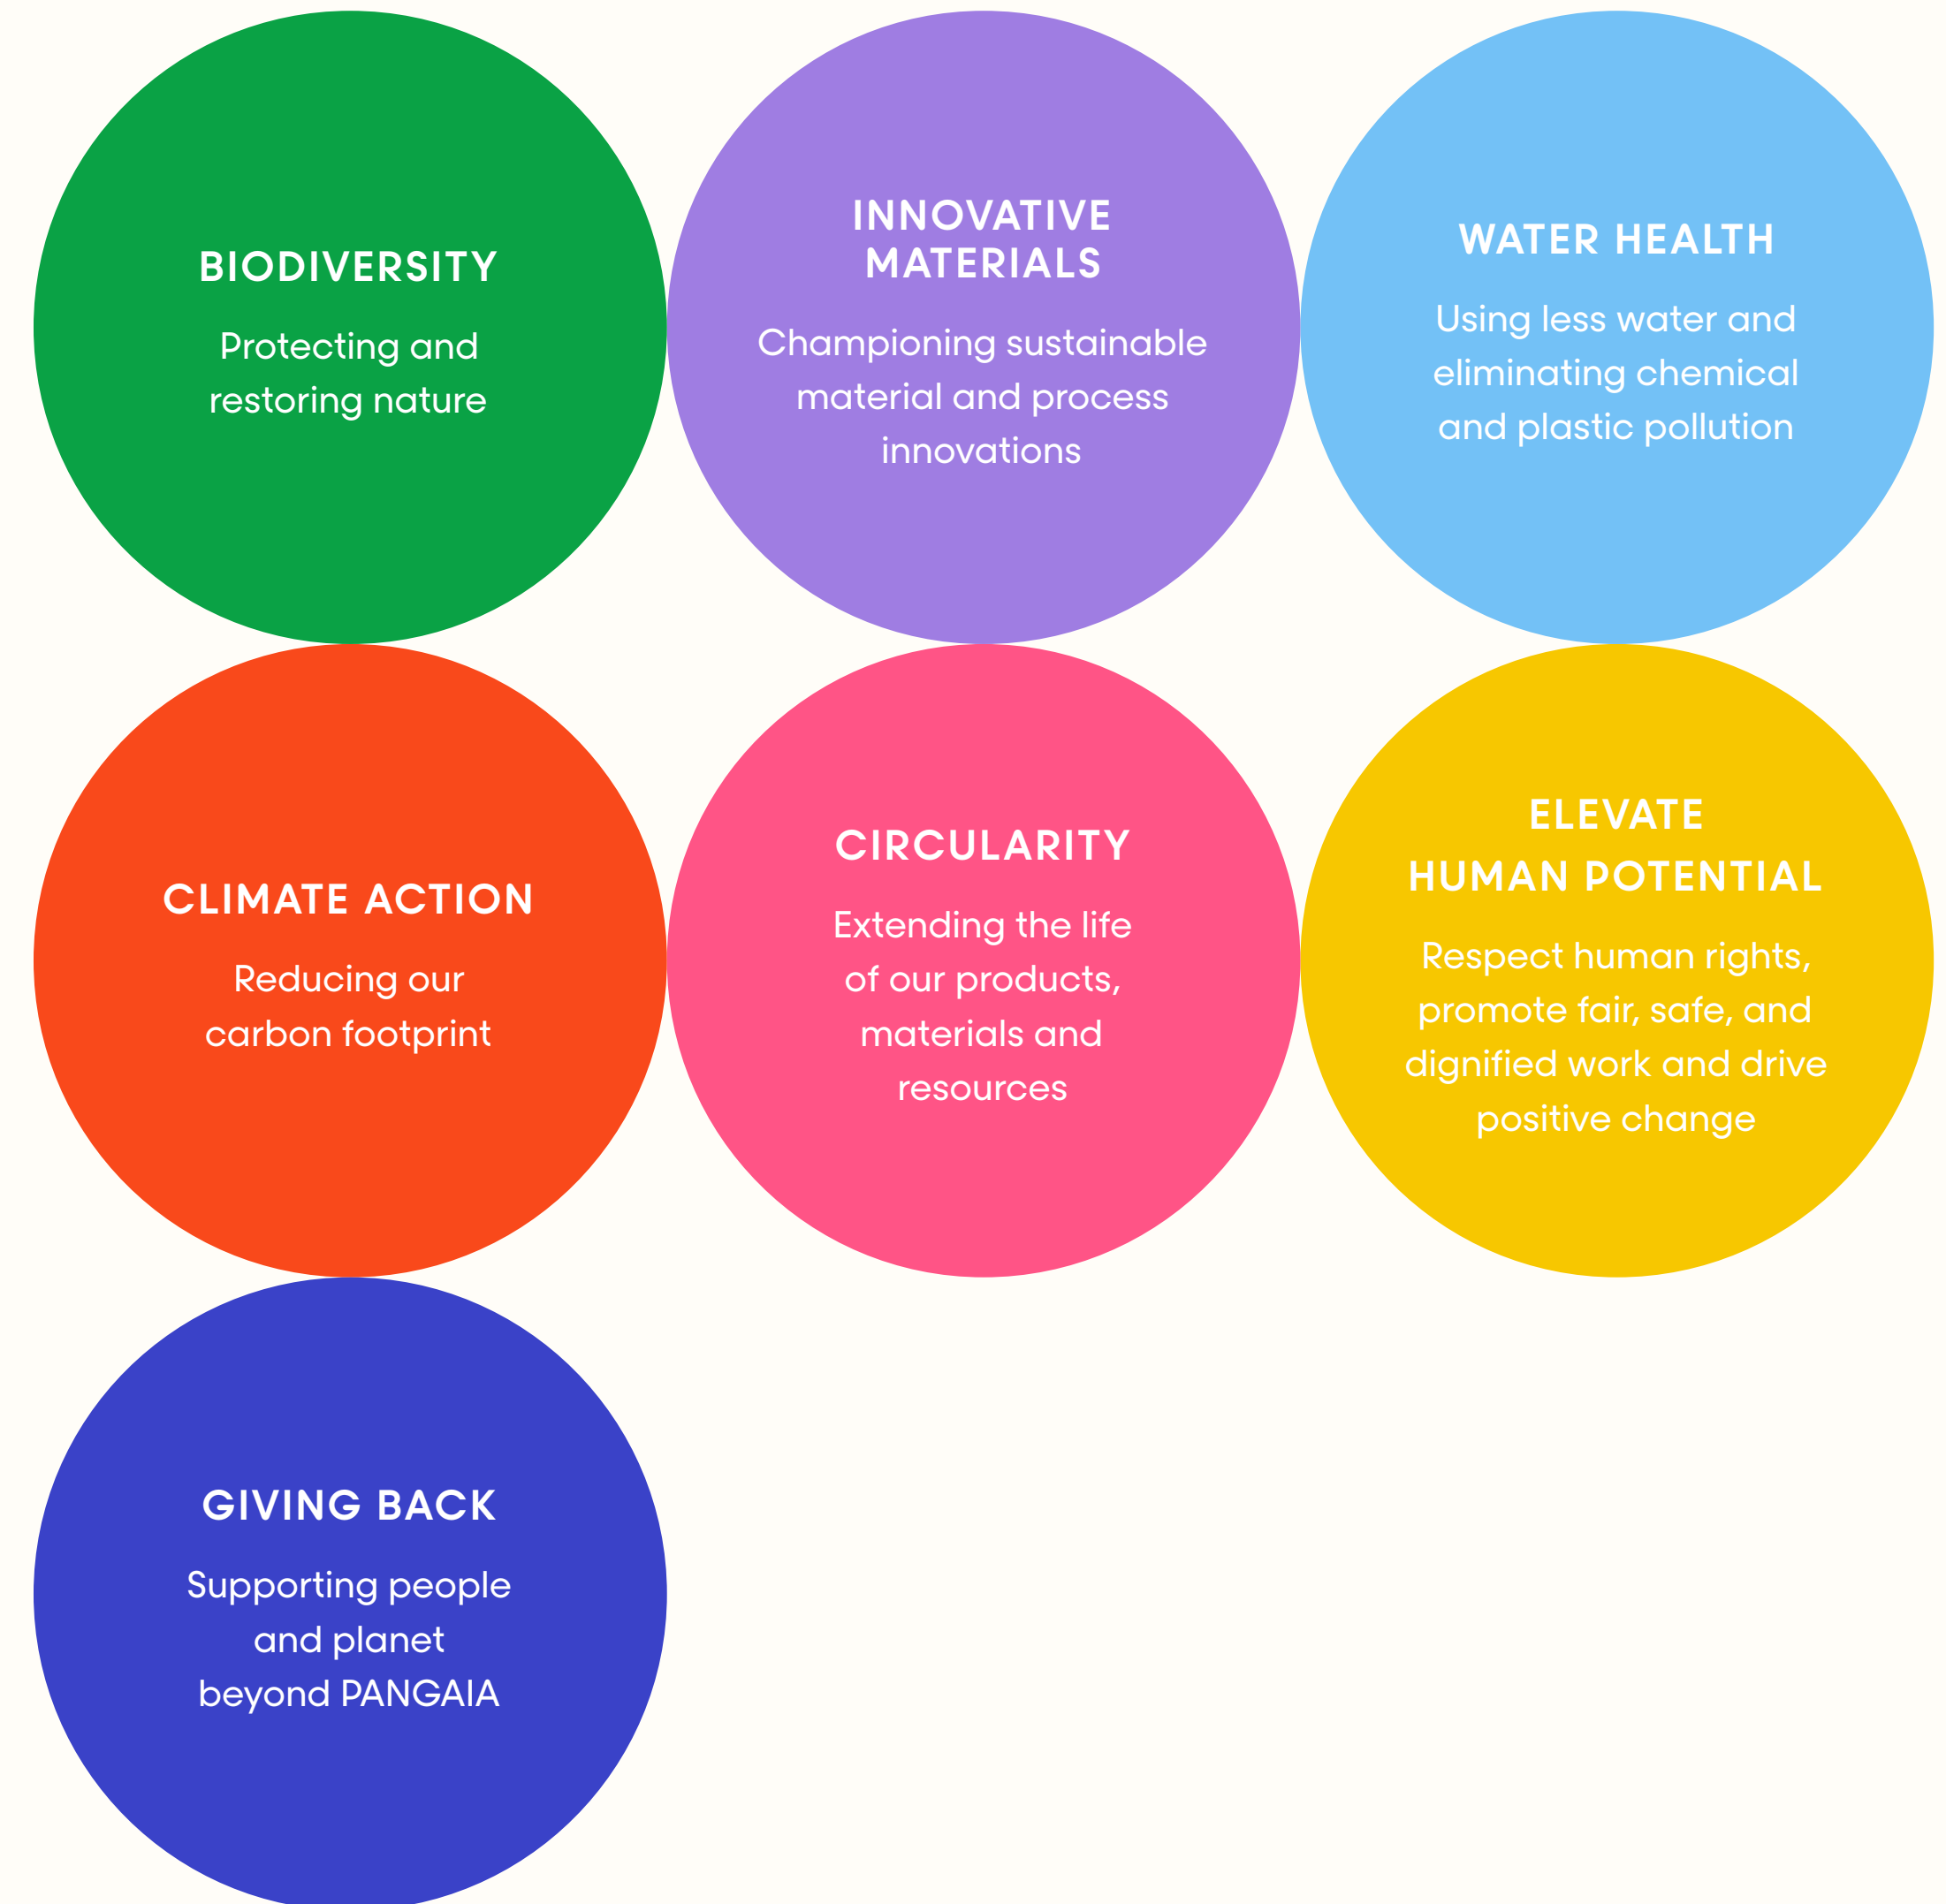 BIODIVERSITY
Protecting and
restoring nature
INNOVATIVE
MATERIALS
Championing sustainable
material and process
innovations
WATER HEALTH
Using less water and
eliminating chemical
and plastic pollution
CLIMATE ACTION
Reducing our
carbon footprint
CIRCULARITY
Extending the life
of our products,
materials and
resources
ELEVATE
HUMAN POTENTIAL
Respect human rights,
promote fair, safe, and
dignified work and drive
positive change
GIVING BACK
Supporting people
and planet
beyond PANGAIA